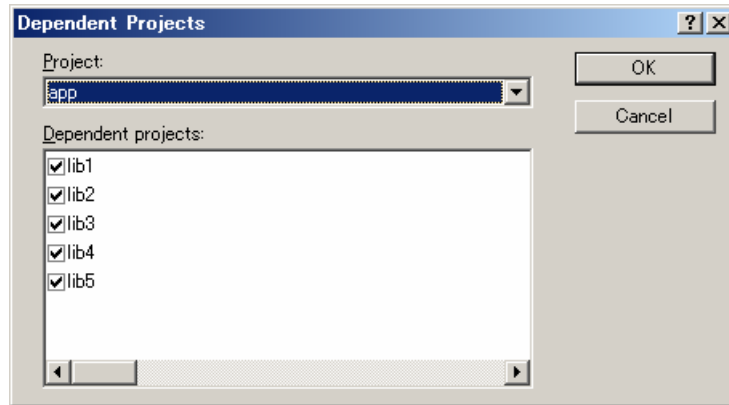 Dependent Projects
Project:
OK
app
Cancel
Dependent projects:
lib1
lib2
lib3
lib4
lib5